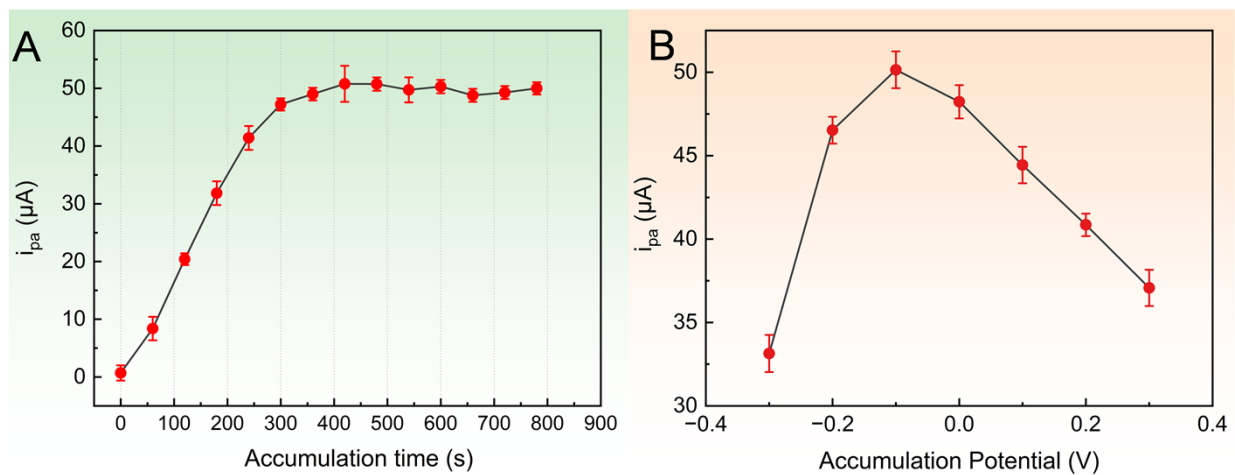 A
60
50
40
30
20
10
0
i_pa (μA)
0 100 200 300 400 500 600 700 800 900
Accumulation time (s)
B
50
45
40
35
30
i_pa (μA)
−0.4 −0.2 0.0 0.2 0.4
Accumulation Potential (V)